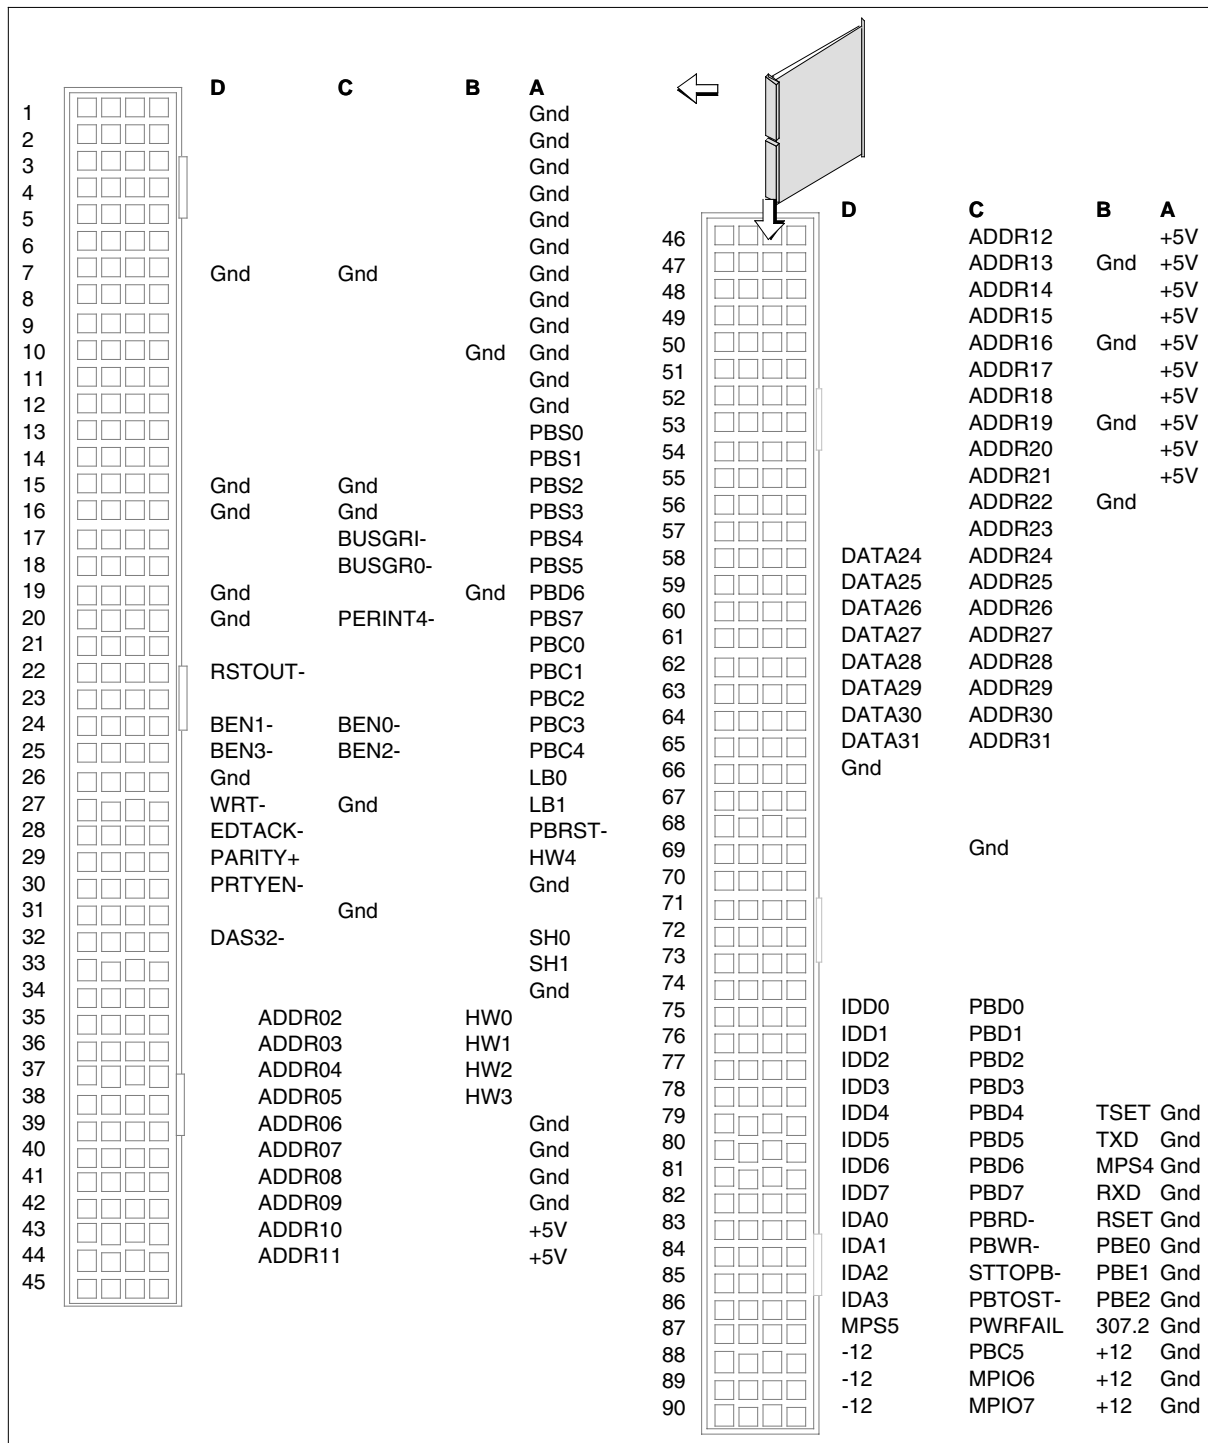 D C B A
1 Gnd
2 Gnd
3 Gnd
4 Gnd
5 Gnd
6 Gnd
7 Gnd Gnd Gnd
8 Gnd
9 Gnd
10 Gnd Gnd
11 Gnd
12 Gnd
13 PBS0
14 PBS1
15 Gnd Gnd PBS2
16 Gnd Gnd PBS3
17 BUSGRI- PBS4
18 BUSGR0- PBS5
19 Gnd Gnd PBD6
20 Gnd PERINT4- PBS7
21 PBC0
22 RSTOUT- PBC1
23 PBC2
24 BEN1- BEN0- PBC3
25 BEN3- BEN2- PBC4
26 Gnd LB0
27 WRT- Gnd LB1
28 EDTACK- PBRST-
29 PARITY+ HW4
30 PRTYEN- Gnd
31 Gnd
32 DAS32- SH0
33 SH1
34 Gnd
35 ADDR02 HW0
36 ADDR03 HW1
37 ADDR04 HW2
38 ADDR05 HW3
39 ADDR06 Gnd
40 ADDR07 Gnd
41 ADDR08 Gnd
42 ADDR09 Gnd
43 ADDR10 +5V
44 ADDR11 +5V
45
D C B A
46 ADDR12 +5V
47 ADDR13 Gnd +5V
48 ADDR14 +5V
49 ADDR15 +5V
50 ADDR16 Gnd +5V
51 ADDR17 +5V
52 ADDR18 +5V
53 ADDR19 Gnd +5V
54 ADDR20 +5V
55 ADDR21 +5V
56 ADDR22 Gnd
57 ADDR23
58 DATA24 ADDR24
59 DATA25 ADDR25
60 DATA26 ADDR26
61 DATA27 ADDR27
62 DATA28 ADDR28
63 DATA29 ADDR29
64 DATA30 ADDR30
65 DATA31 ADDR31
66 Gnd
67
68
69 Gnd
70
71
72
73
74
75 IDD0 PBD0
76 IDD1 PBD1
77 IDD2 PBD2
78 IDD3 PBD3
79 IDD4 PBD4 TSET Gnd
80 IDD5 PBD5 TXD Gnd
81 IDD6 PBD6 MPS4 Gnd
82 IDD7 PBD7 RXD Gnd
83 IDA0 PBRD- RSET Gnd
84 IDA1 PBWR- PBE0 Gnd
85 IDA2 STTOPB- PBE1 Gnd
86 IDA3 PBTOST- PBE2 Gnd
87 MPS5 PWRFAIL 307.2 Gnd
88 -12 PBC5 +12 Gnd
89 -12 MPIO6 +12 Gnd
90 -12 MPIO7 +12 Gnd